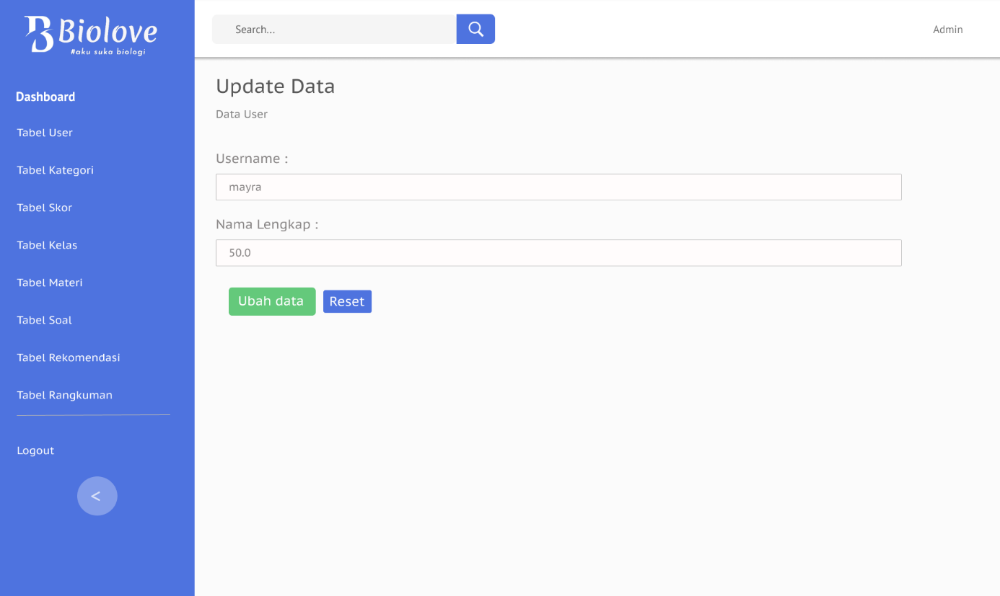 Biolove
#aku suka biologi
Dashboard
Tabel User
Tabel Kategori
Tabel Skor
Tabel Kelas
Tabel Materi
Tabel Soal
Tabel Rekomendasi
Tabel Rangkuman
Logout
<
Search...
Admin
Update Data
Data User
Username :
mayra
Nama Lengkap :
50.0
Ubah data
Reset